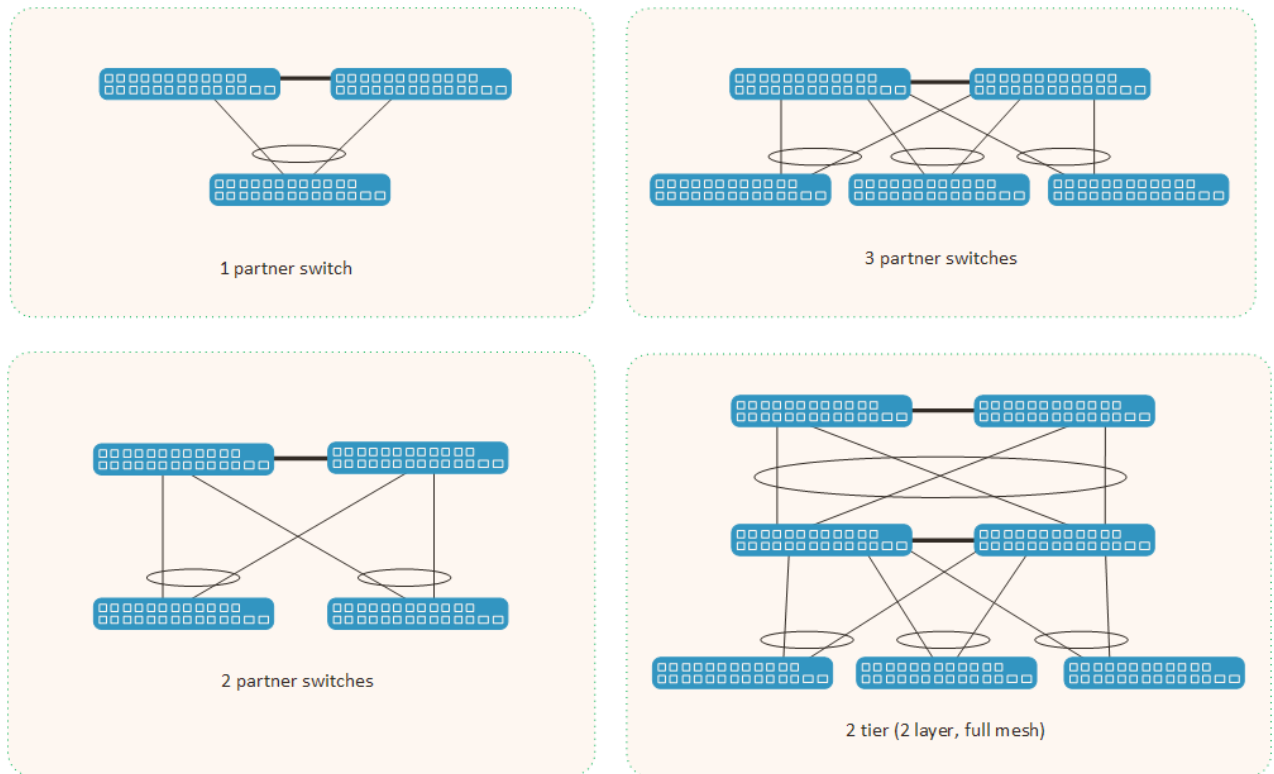 1 partner switch
3 partner switches
2 partner switches
2 tier (2 layer, full mesh)